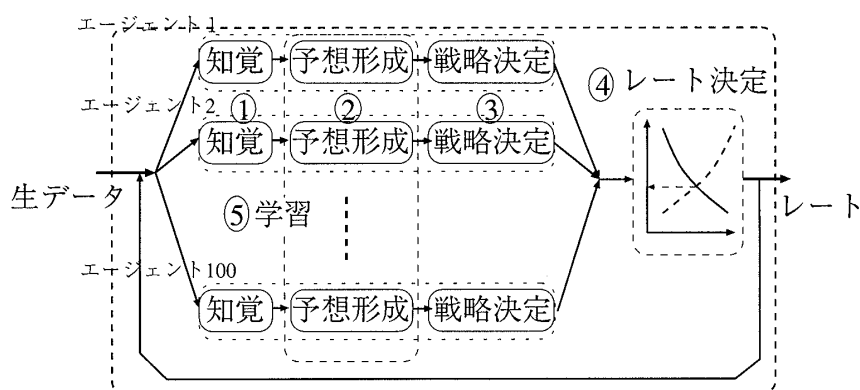 エージェント1
知覚 予想形成 戦略決定
④ レート決定
エージェント2
① ② ③
知覚 予想形成 戦略決定
生データ
レート
⑤ 学習
エージェント100
知覚 予想形成 戦略決定